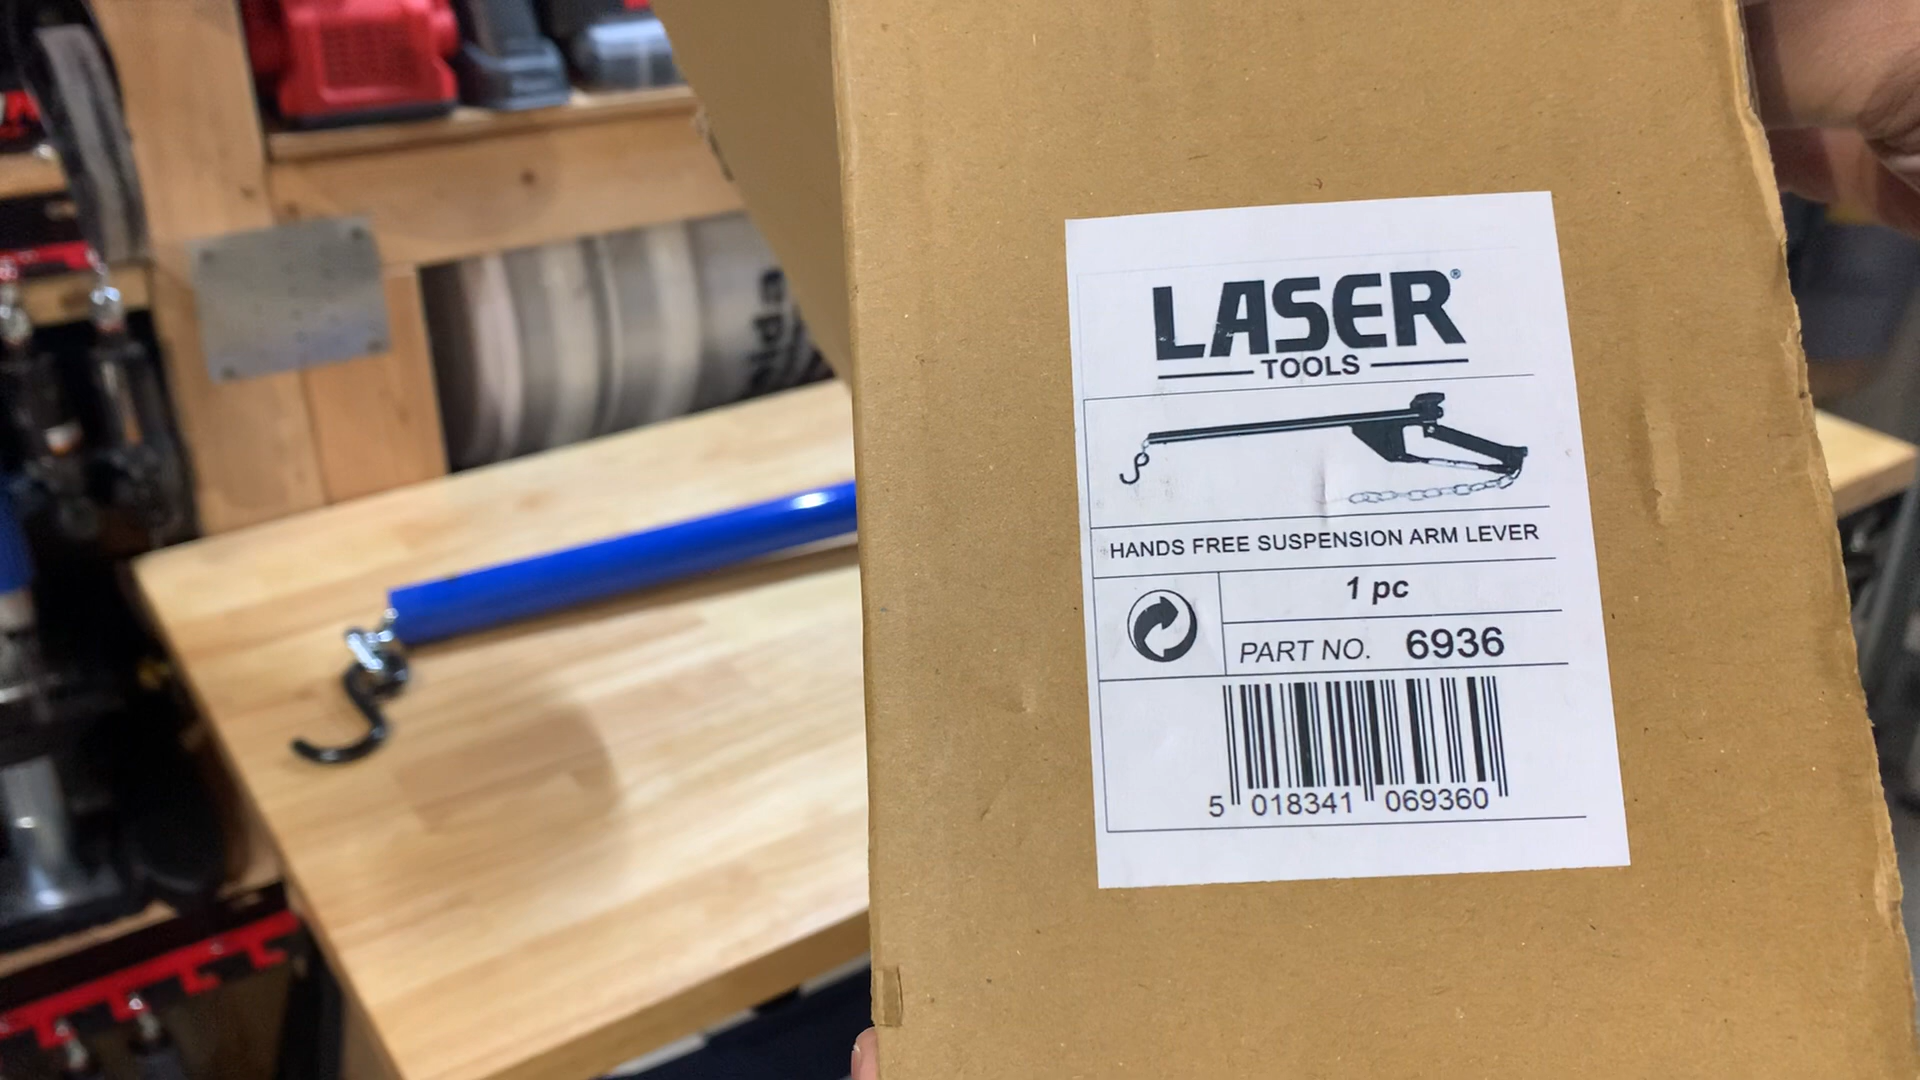 LASER®
TOOLS
HANDS FREE SUSPENSION ARM LEVER
1 pc
PART NO. 6936
5 018341 069360